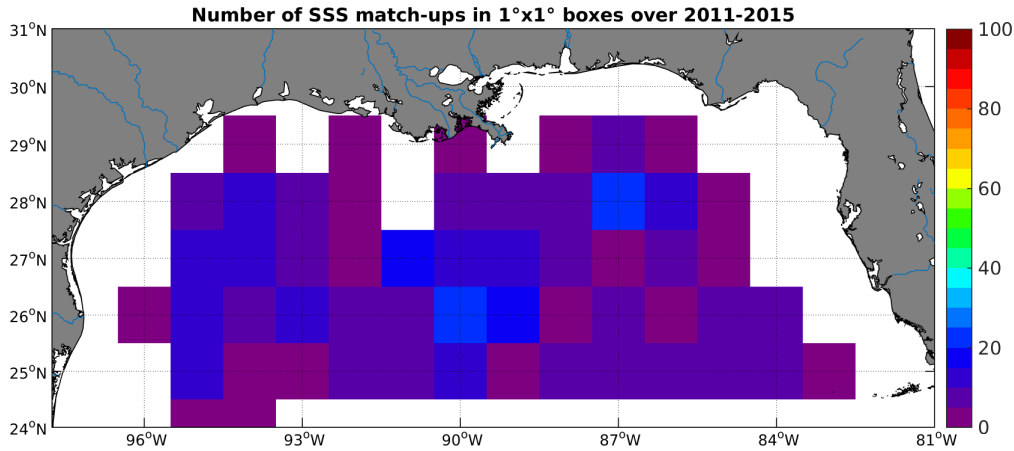 Number of SSS match-ups in 1°x1° boxes over 2011-2015
31°N
30°N
29°N
28°N
27°N
26°N
25°N
24°N
96°W 93°W 90°W 87°W 84°W 81°W
100
80
60
40
20
0